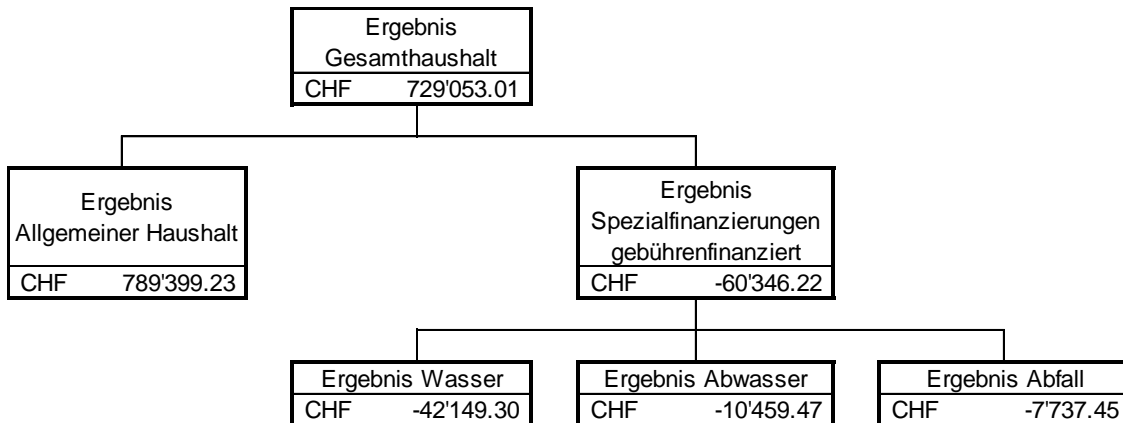 Ergebnis
Gesamthaushalt
CHF 729'053.01
Ergebnis
Allgemeiner Haushalt
CHF 789'399.23
Ergebnis
Spezialfinanzierungen
gebührenfinanziert
CHF -60'346.22
Ergebnis Wasser
CHF -42'149.30
Ergebnis Abwasser
CHF -10'459.47
Ergebnis Abfall
CHF -7'737.45